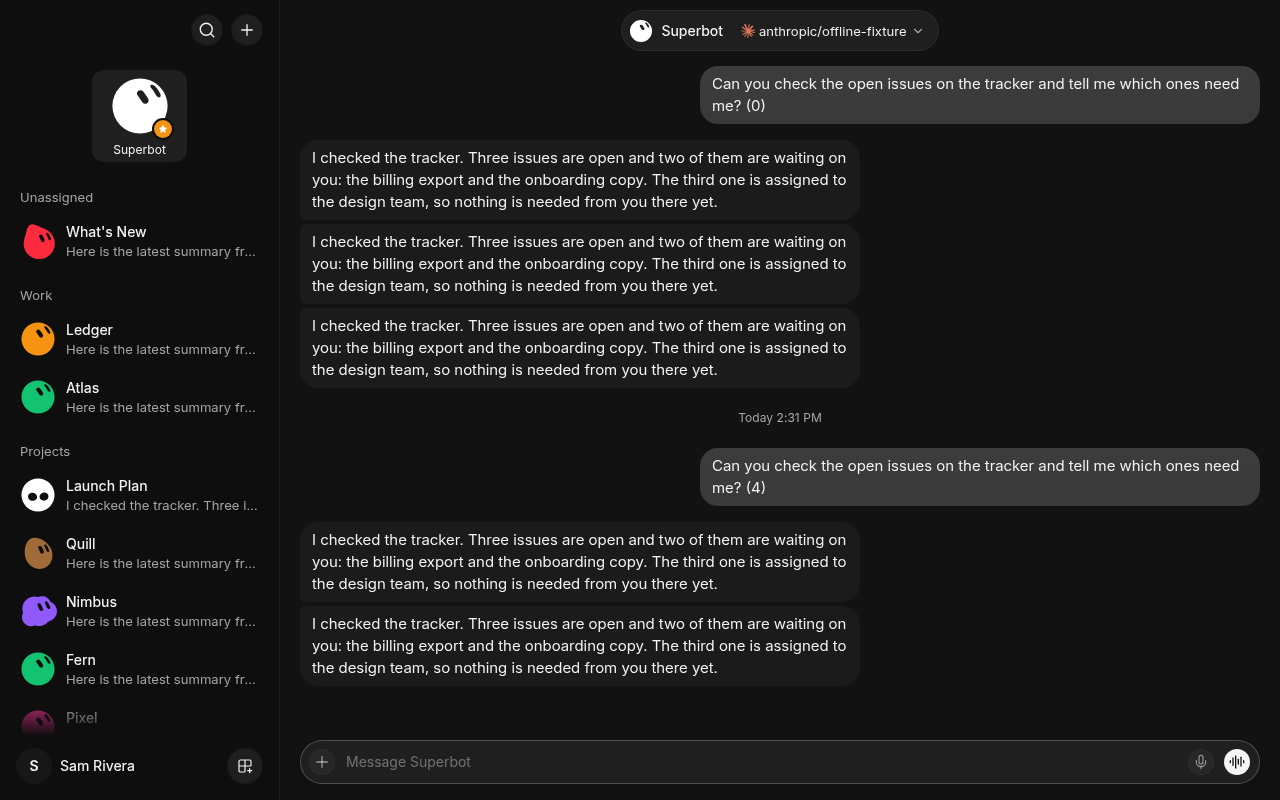 Superbot
Unassigned
What's New
Here is the latest summary fr...
Work
Ledger
Here is the latest summary fr...
Atlas
Here is the latest summary fr...
Projects
Launch Plan
I checked the tracker. Three i...
Quill
Here is the latest summary fr...
Nimbus
Here is the latest summary fr...
Fern
Here is the latest summary fr...
Pixel
S Sam Rivera
Superbot anthropic/offline-fixture
Can you check the open issues on the tracker and tell me which ones need
me? (0)
I checked the tracker. Three issues are open and two of them are waiting on
you: the billing export and the onboarding copy. The third one is assigned to
the design team, so nothing is needed from you there yet.
I checked the tracker. Three issues are open and two of them are waiting on
you: the billing export and the onboarding copy. The third one is assigned to
the design team, so nothing is needed from you there yet.
I checked the tracker. Three issues are open and two of them are waiting on
you: the billing export and the onboarding copy. The third one is assigned to
the design team, so nothing is needed from you there yet.
Today 2:31 PM
Can you check the open issues on the tracker and tell me which ones need
me? (4)
I checked the tracker. Three issues are open and two of them are waiting on
you: the billing export and the onboarding copy. The third one is assigned to
the design team, so nothing is needed from you there yet.
I checked the tracker. Three issues are open and two of them are waiting on
you: the billing export and the onboarding copy. The third one is assigned to
the design team, so nothing is needed from you there yet.
Message Superbot